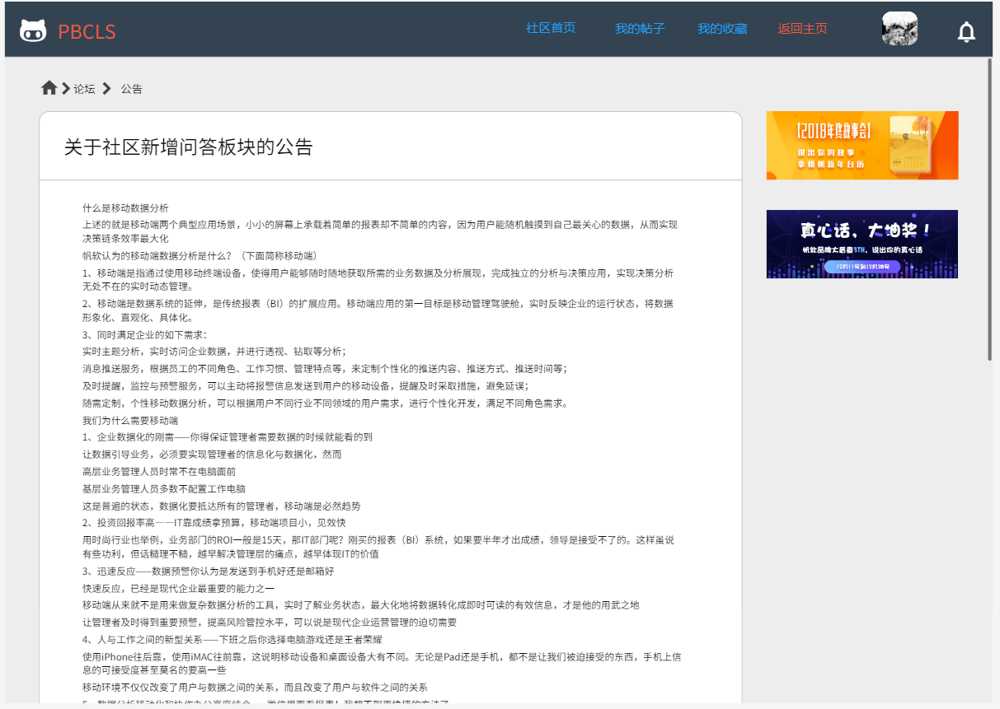 PBCLS
社区首页
我的帖子
我的收藏
返回主页
论坛
公告
关于社区新增问答板块的公告
什么是移动数据分析
上述的就是移动端两个典型应用场景，小小的屏幕上承载着简单的报表却不简单的内容，因为用户能随机触摸到自己最关心的数据，从而实现
决策链条效率最大化
帆软认为的移动端数据分析是什么？（下面简称移动端）
1、移动端是指通过使用移动终端设备，使得用户能够随时随地获取所需的业务数据及分析展现，完成独立的分析与决策应用，实现决策分析
无处不在的实时动态管理。
2、移动端是数据系统的延伸，是传统报表（BI）的扩展应用。移动端应用的第一目标是移动管理驾驶舱，实时反映企业的运行状态，将数据
形象化、直观化、具体化。
3、同时满足企业的如下需求：
实时主题分析，实时访问企业数据，并进行透视、钻取等分析；
消息推送服务，根据员工的不同角色、工作习惯、管理特点等，来定制个性化的推送内容、推送方式、推送时间等；
及时提醒，监控与预警服务，可以主动将报警信息发送到用户的移动设备，提醒及时采取措施，避免延误；
随需定制，个性移动数据分析，可以根据用户不同行业不同领域的用户需求，进行个性化开发，满足不同角色需求。
我们为什么需要移动端
1、企业数据化的刚需——你得保证管理者需要数据的时候就能看的到
让数据引导业务，必须要实现管理者的信息化与数据化，然而
高层业务管理人员时常不在电脑面前
基层业务管理人员多数不配置工作电脑
这是普遍的状态，数据化要抵达所有的管理者，移动端是必然趋势
2、投资回报率高——IT靠成绩拿预算，移动端项目小，见效快
用时尚行业也举例，业务部门的ROI一般是15天，那IT部门呢？刚买的报表（BI）系统，如果要半年才出成绩，领导是接受不了的。这样虽说
有些功利，但话糙理不糙，越早解决管理层的痛点，越早体现IT的价值
3、迅速反应——数据预警你认为是发送到手机好还是邮箱好
快速反应，已经是现代企业最重要的能力之一
移动端从来就不是用来做复杂数据分析的工具，实时了解业务状态，最大化地将数据转化成即时可读的有效信息，才是他的用武之地
让管理者及时得到重要预警，提高风险管控水平，可以说是现代企业运营管理的迫切需要
4、人与工作之间的新型关系——下班之后你选择电脑游戏还是王者荣耀
使用iPhone往后靠，使用iMAC往前靠，这说明移动设备和桌面设备大有不同。无论是Pad还是手机，都不是让我们被迫接受的东西，手机上信
息的可接受度甚至莫名的要高一些
移动环境不仅仅改变了用户与数据之间的关系，而且改变了用户与软件之间的关系
【2018年终故事会】
说出你的故事
拿梧帆新年台历
真心话，大抽奖！
12月11号到12月20号